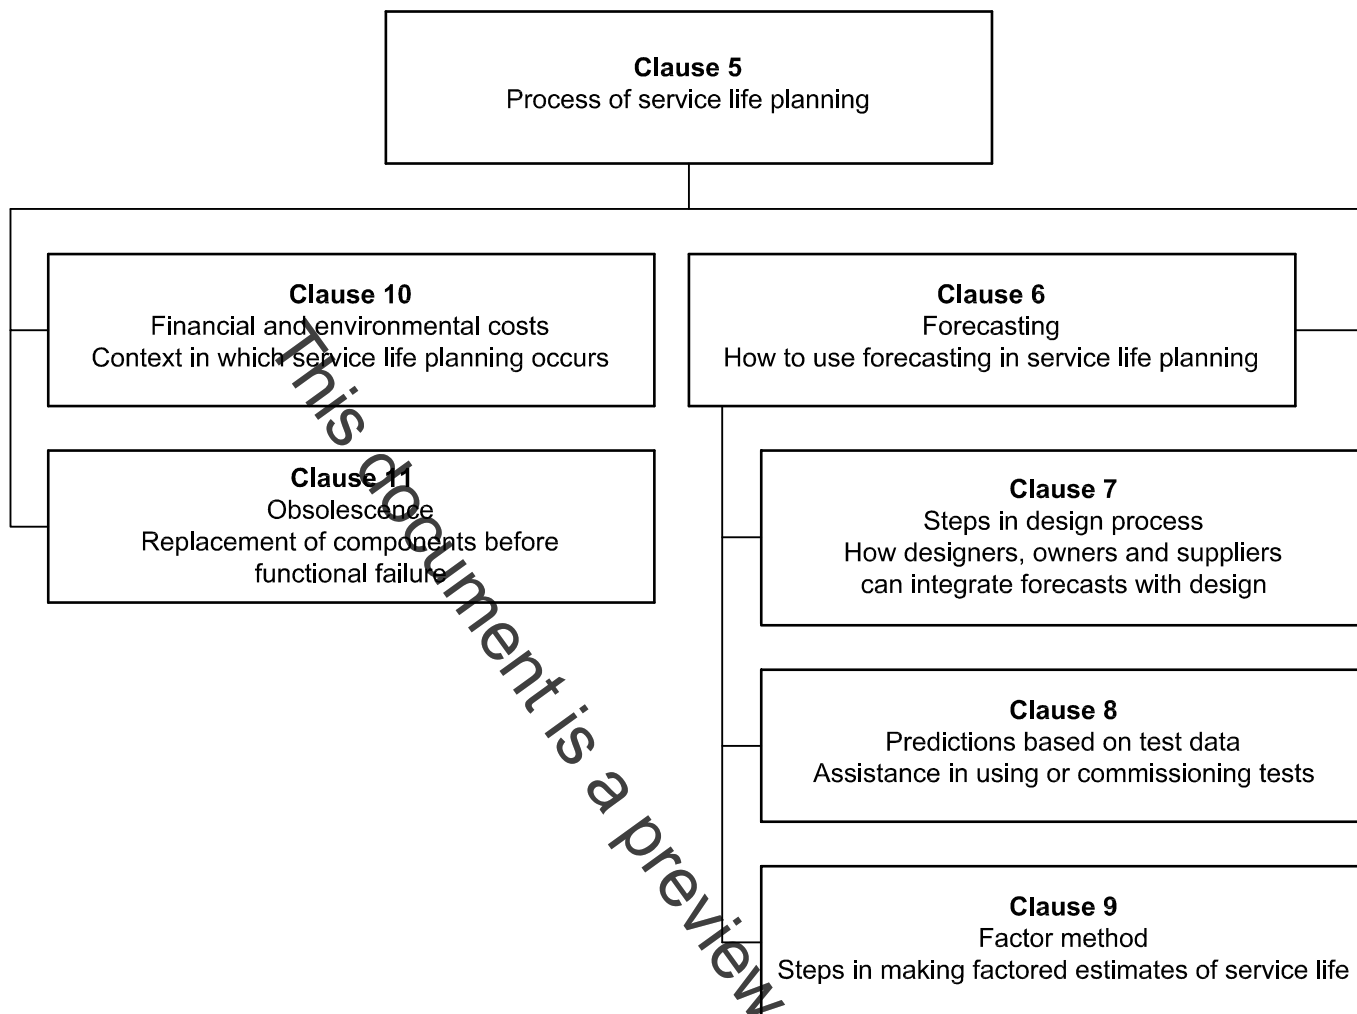 Clause 5
Process of service life planning
Clause 10
Financial and environmental costs
Context in which service life planning occurs
Clause 11
Obsolescence
Replacement of components before
functional failure
Clause 6
Forecasting
How to use forecasting in service life planning
Clause 7
Steps in design process
How designers, owners and suppliers
can integrate forecasts with design
Clause 8
Predictions based on test data
Assistance in using or commissioning tests
Clause 9
Factor method
Steps in making factored estimates of service life
This document is a preview